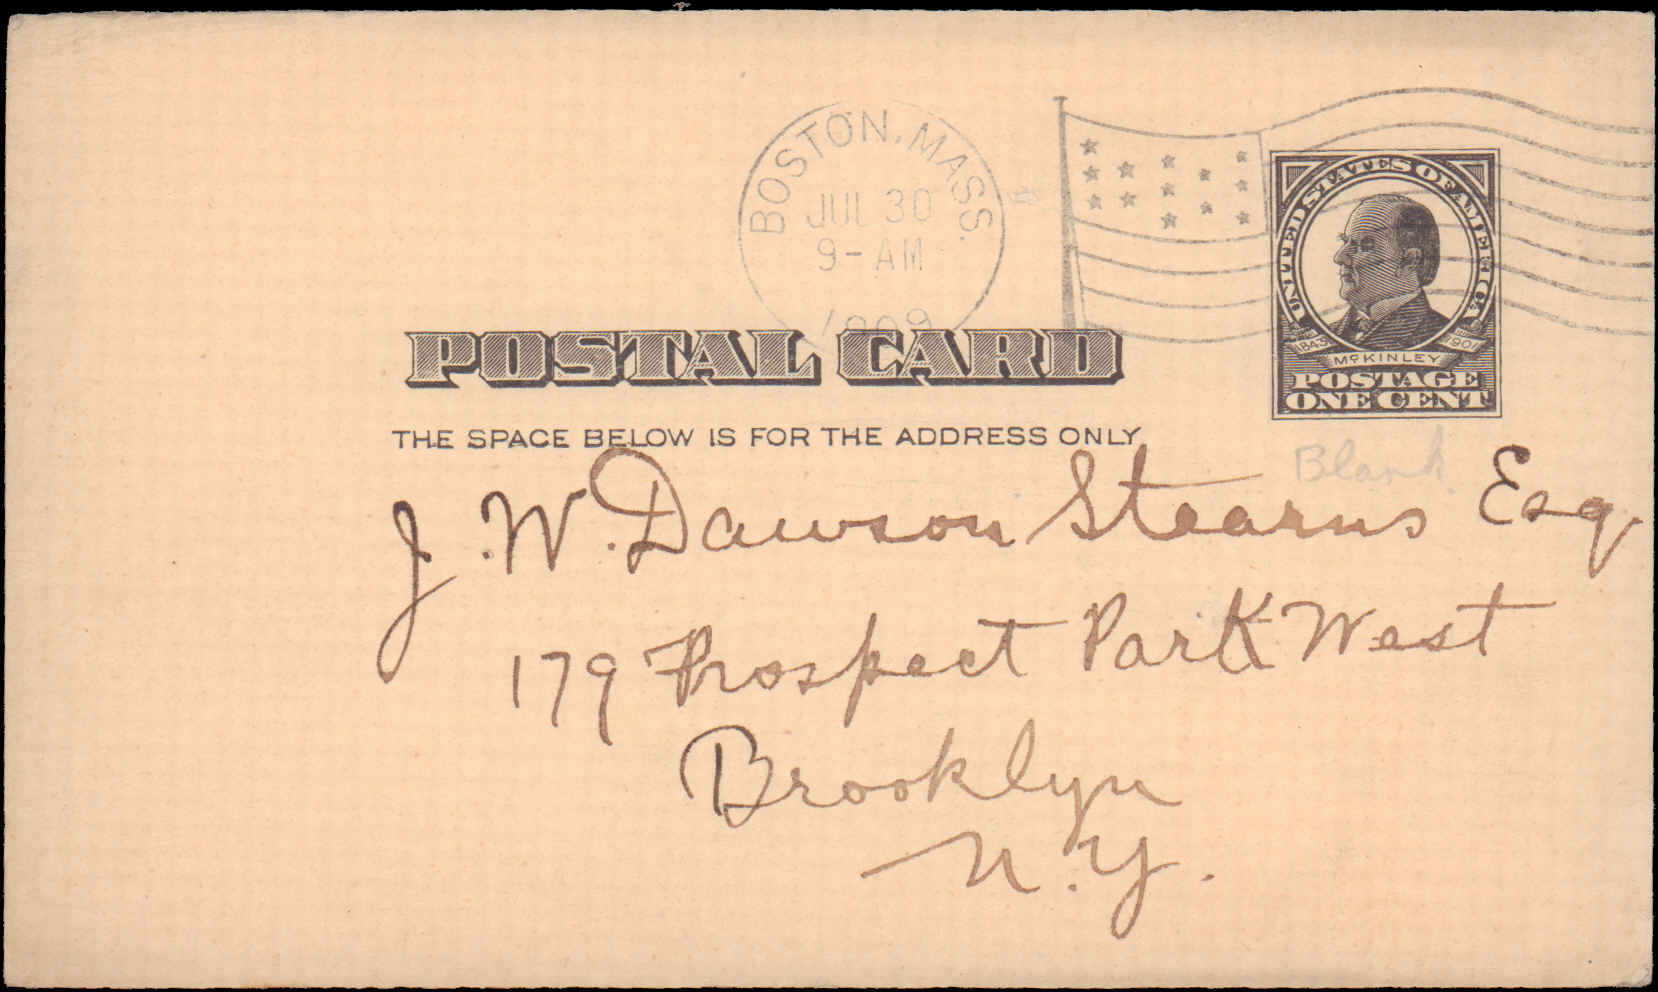 BOSTON, MASS.
JUL 30
9-AM
1909
UNITED STATES OF AMERICA
1843 McKINLEY 1901
POSTAGE
ONE CENT
POSTAL CARD
THE SPACE BELOW IS FOR THE ADDRESS ONLY
Blank
J. W. Dawson Stearns Esq
179 Prospect Park West
Brooklyn
N.Y.